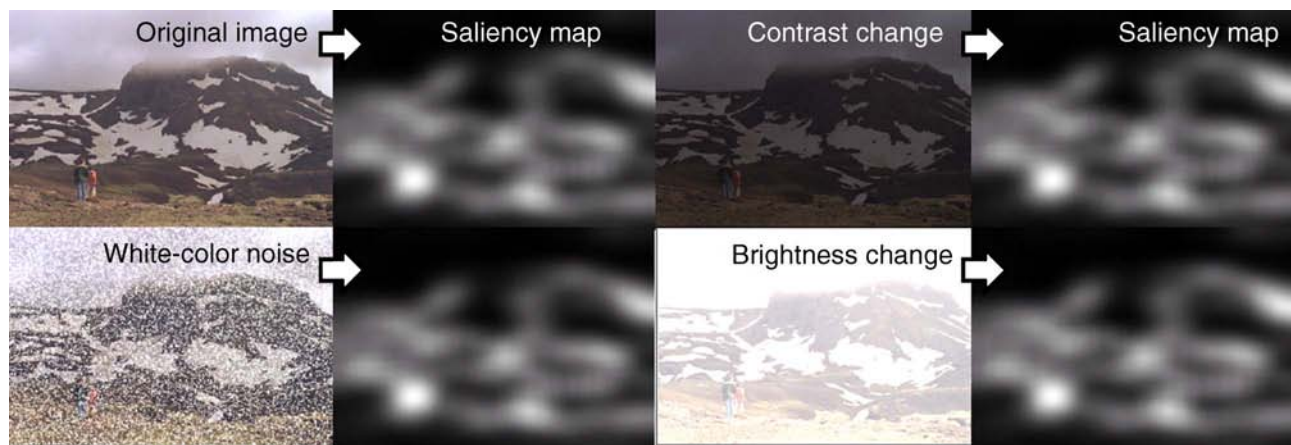 Original image
Saliency map
Contrast change
Saliency map
White-color noise
Brightness change